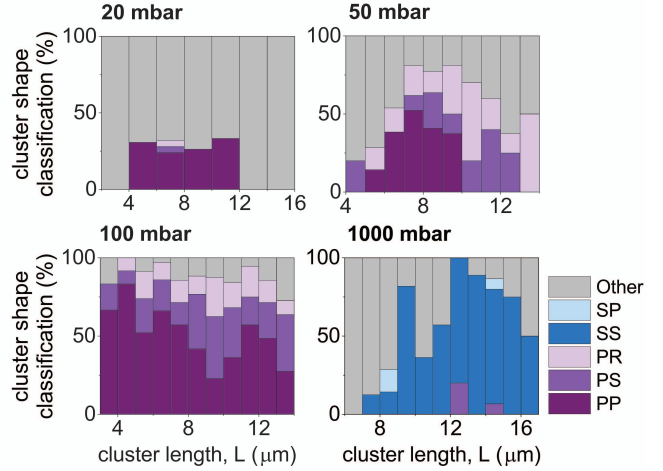 20 mbar
50 mbar
cluster shape
classification (%)
100
50
0
4
8
12
16
100
50
0
4
8
12
100 mbar
1000 mbar
cluster shape
classification (%)
100
50
0
4
8
12
cluster length, L (μm)
100
50
0
8
12
16
cluster length, L (μm)
Other
SP
SS
PR
PS
PP